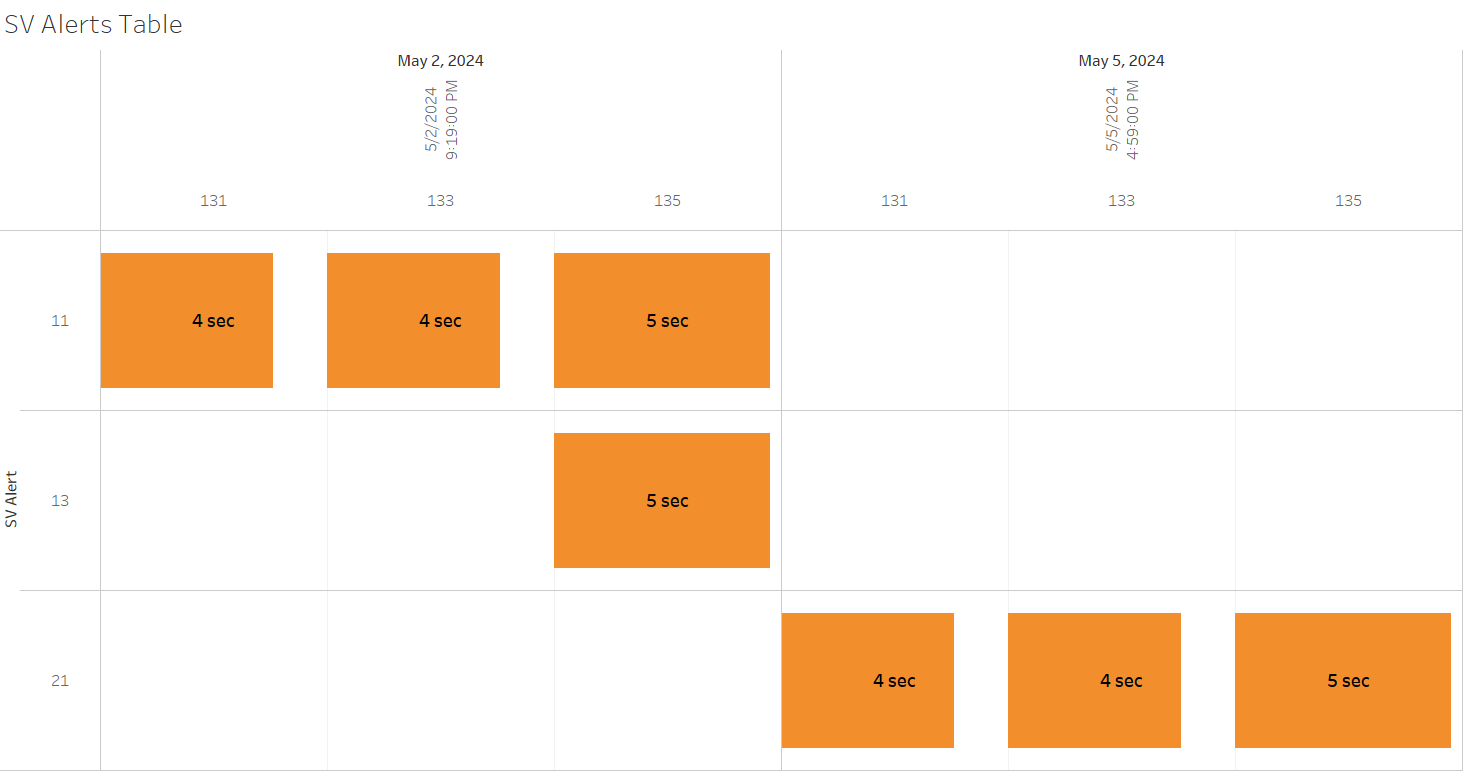 SV Alerts Table
May 2, 2024
May 5, 2024
5/2/2024
9:19:00 PM
5/5/2024
4:59:00 PM
131
133
135
131
133
135
SV Alert
11
4 sec
4 sec
5 sec
13
5 sec
21
4 sec
4 sec
5 sec